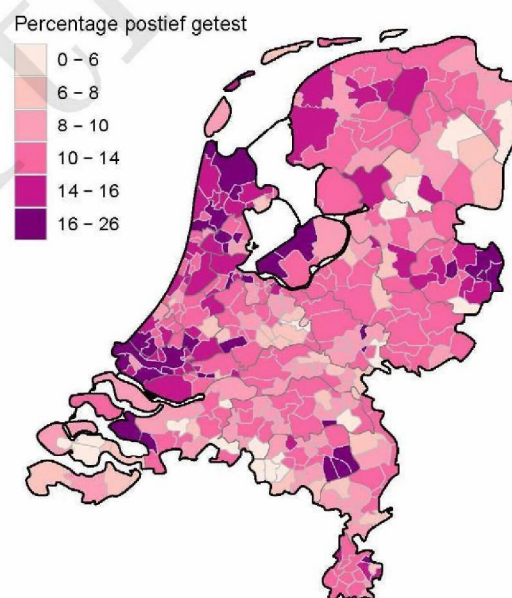 Percentage postief getest
0 – 6
6 – 8
8 – 10
10 – 14
14 – 16
16 – 26